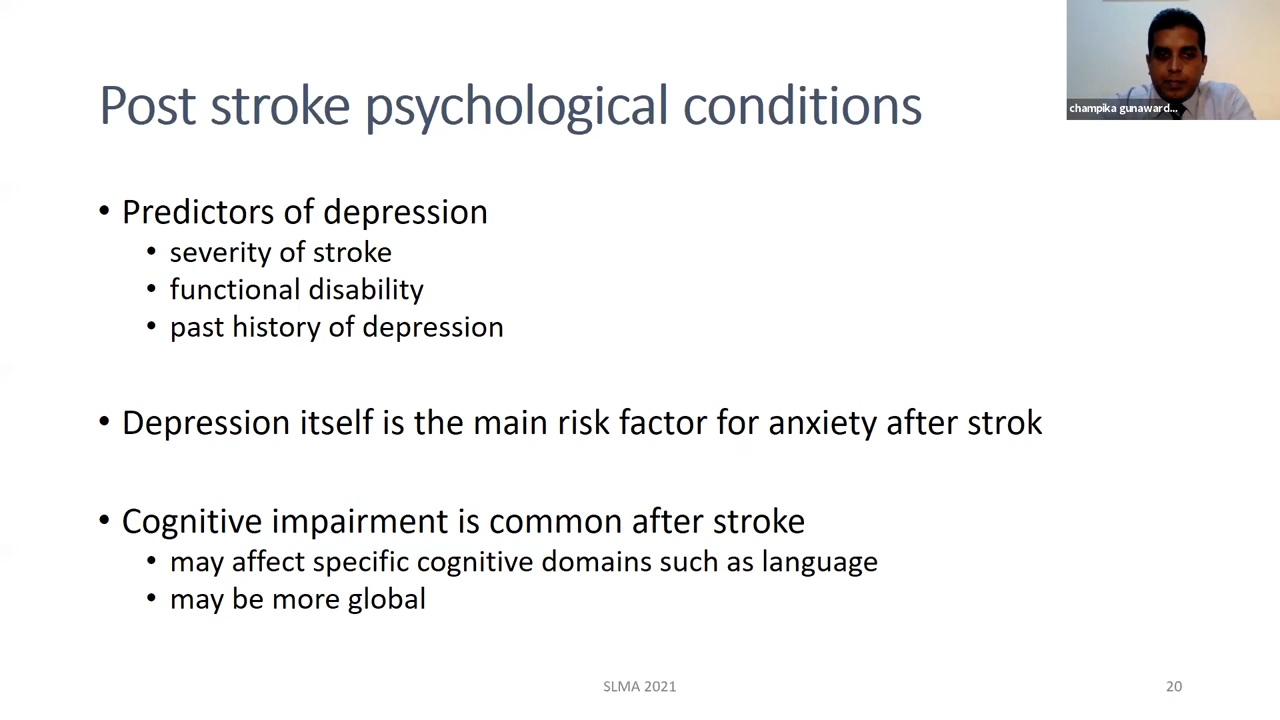 Post stroke psychological conditions
champika gunaward...
• Predictors of depression
• severity of stroke
• functional disability
• past history of depression
• Depression itself is the main risk factor for anxiety after strok
• Cognitive impairment is common after stroke
• may affect specific cognitive domains such as language
• may be more global
SLMA 2021
20